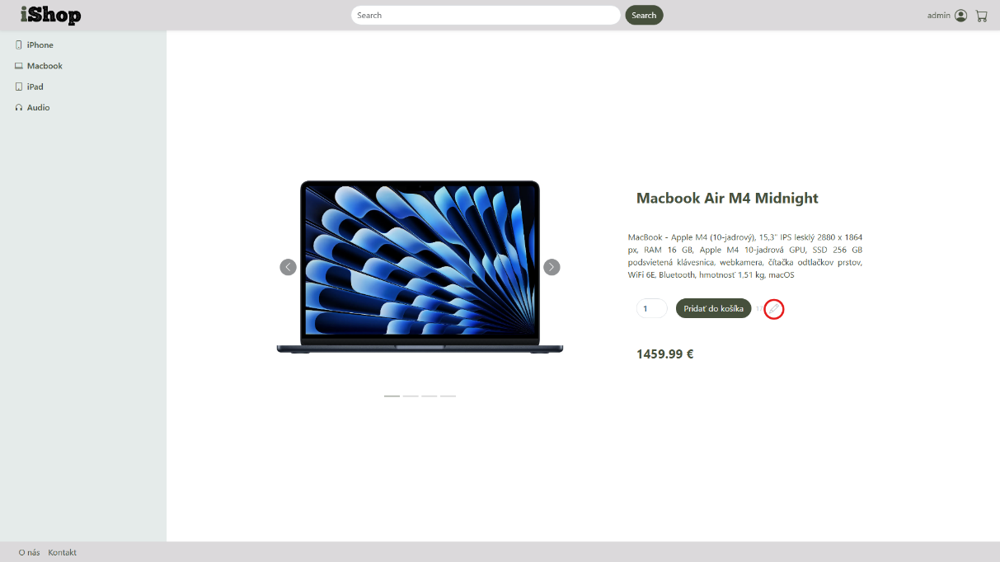 iShop
Search
Search
admin
iPhone
Macbook
iPad
Audio
Macbook Air M4 Midnight
MacBook - Apple M4 (10-jadrový), 15,3" IPS lesklý 2880 x 1864
px, RAM 16 GB, Apple M4 10-jadrová GPU, SSD 256 GB
podsvietená klávesnica, webkamera, čítačka odtlačkov prstov,
WiFi 6E, Bluetooth, hmotnosť 1,51 kg, macOS
1
Pridať do košíka
1459.99 €
O nás
Kontakt